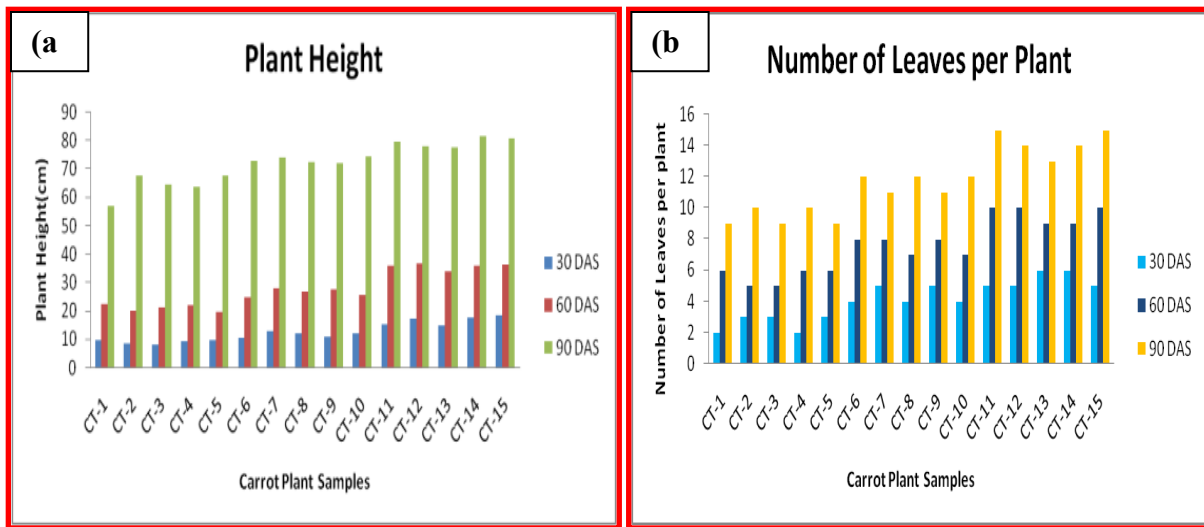 (a
Plant Height
Plant Height(cm)
90
80
70
60
50
40
30
20
10
0
CT-1
CT-2
CT-3
CT-4
CT-5
CT-6
CT-7
CT-8
CT-9
CT-10
CT-11
CT-12
CT-13
CT-14
CT-15
Carrot Plant Samples
30 DAS
60 DAS
90 DAS
(b
Number of Leaves per Plant
Number of Leaves per plant
16
14
12
10
8
6
4
2
0
CT-1
CT-2
CT-3
CT-4
CT-5
CT-6
CT-7
CT-8
CT-9
CT-10
CT-11
CT-12
CT-13
CT-14
CT-15
Carrot Plant Samples
30 DAS
60 DAS
90 DAS